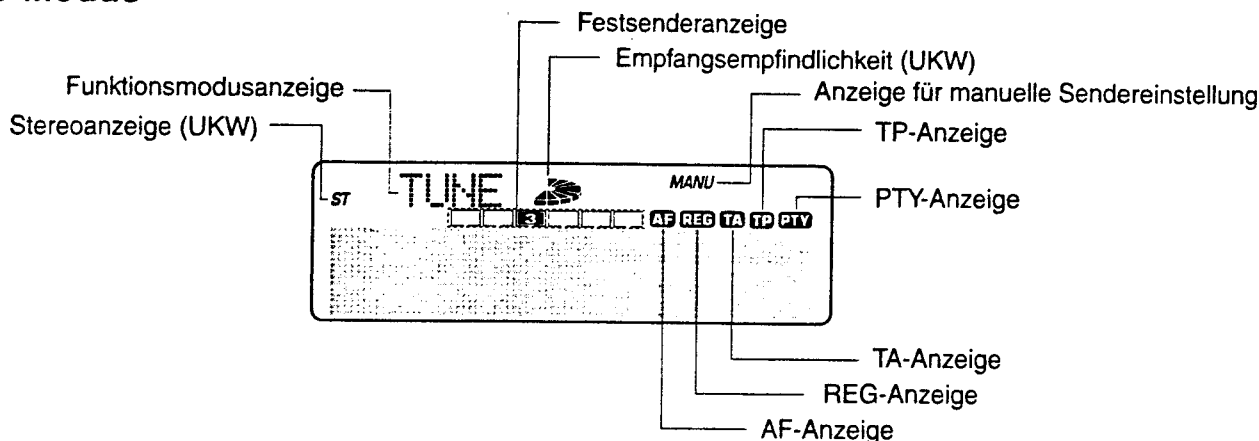 Modus
Festsenderanzeige
Empfangsempfindlichkeit (UKW)
Funktionsmodusanzeige
Anzeige für manuelle Sendereinstellung
Stereoanzeige (UKW)
TP-Anzeige
PTY-Anzeige
ST TUNE MANU
3 AF REG TA TP PTY
TA-Anzeige
REG-Anzeige
AF-Anzeige